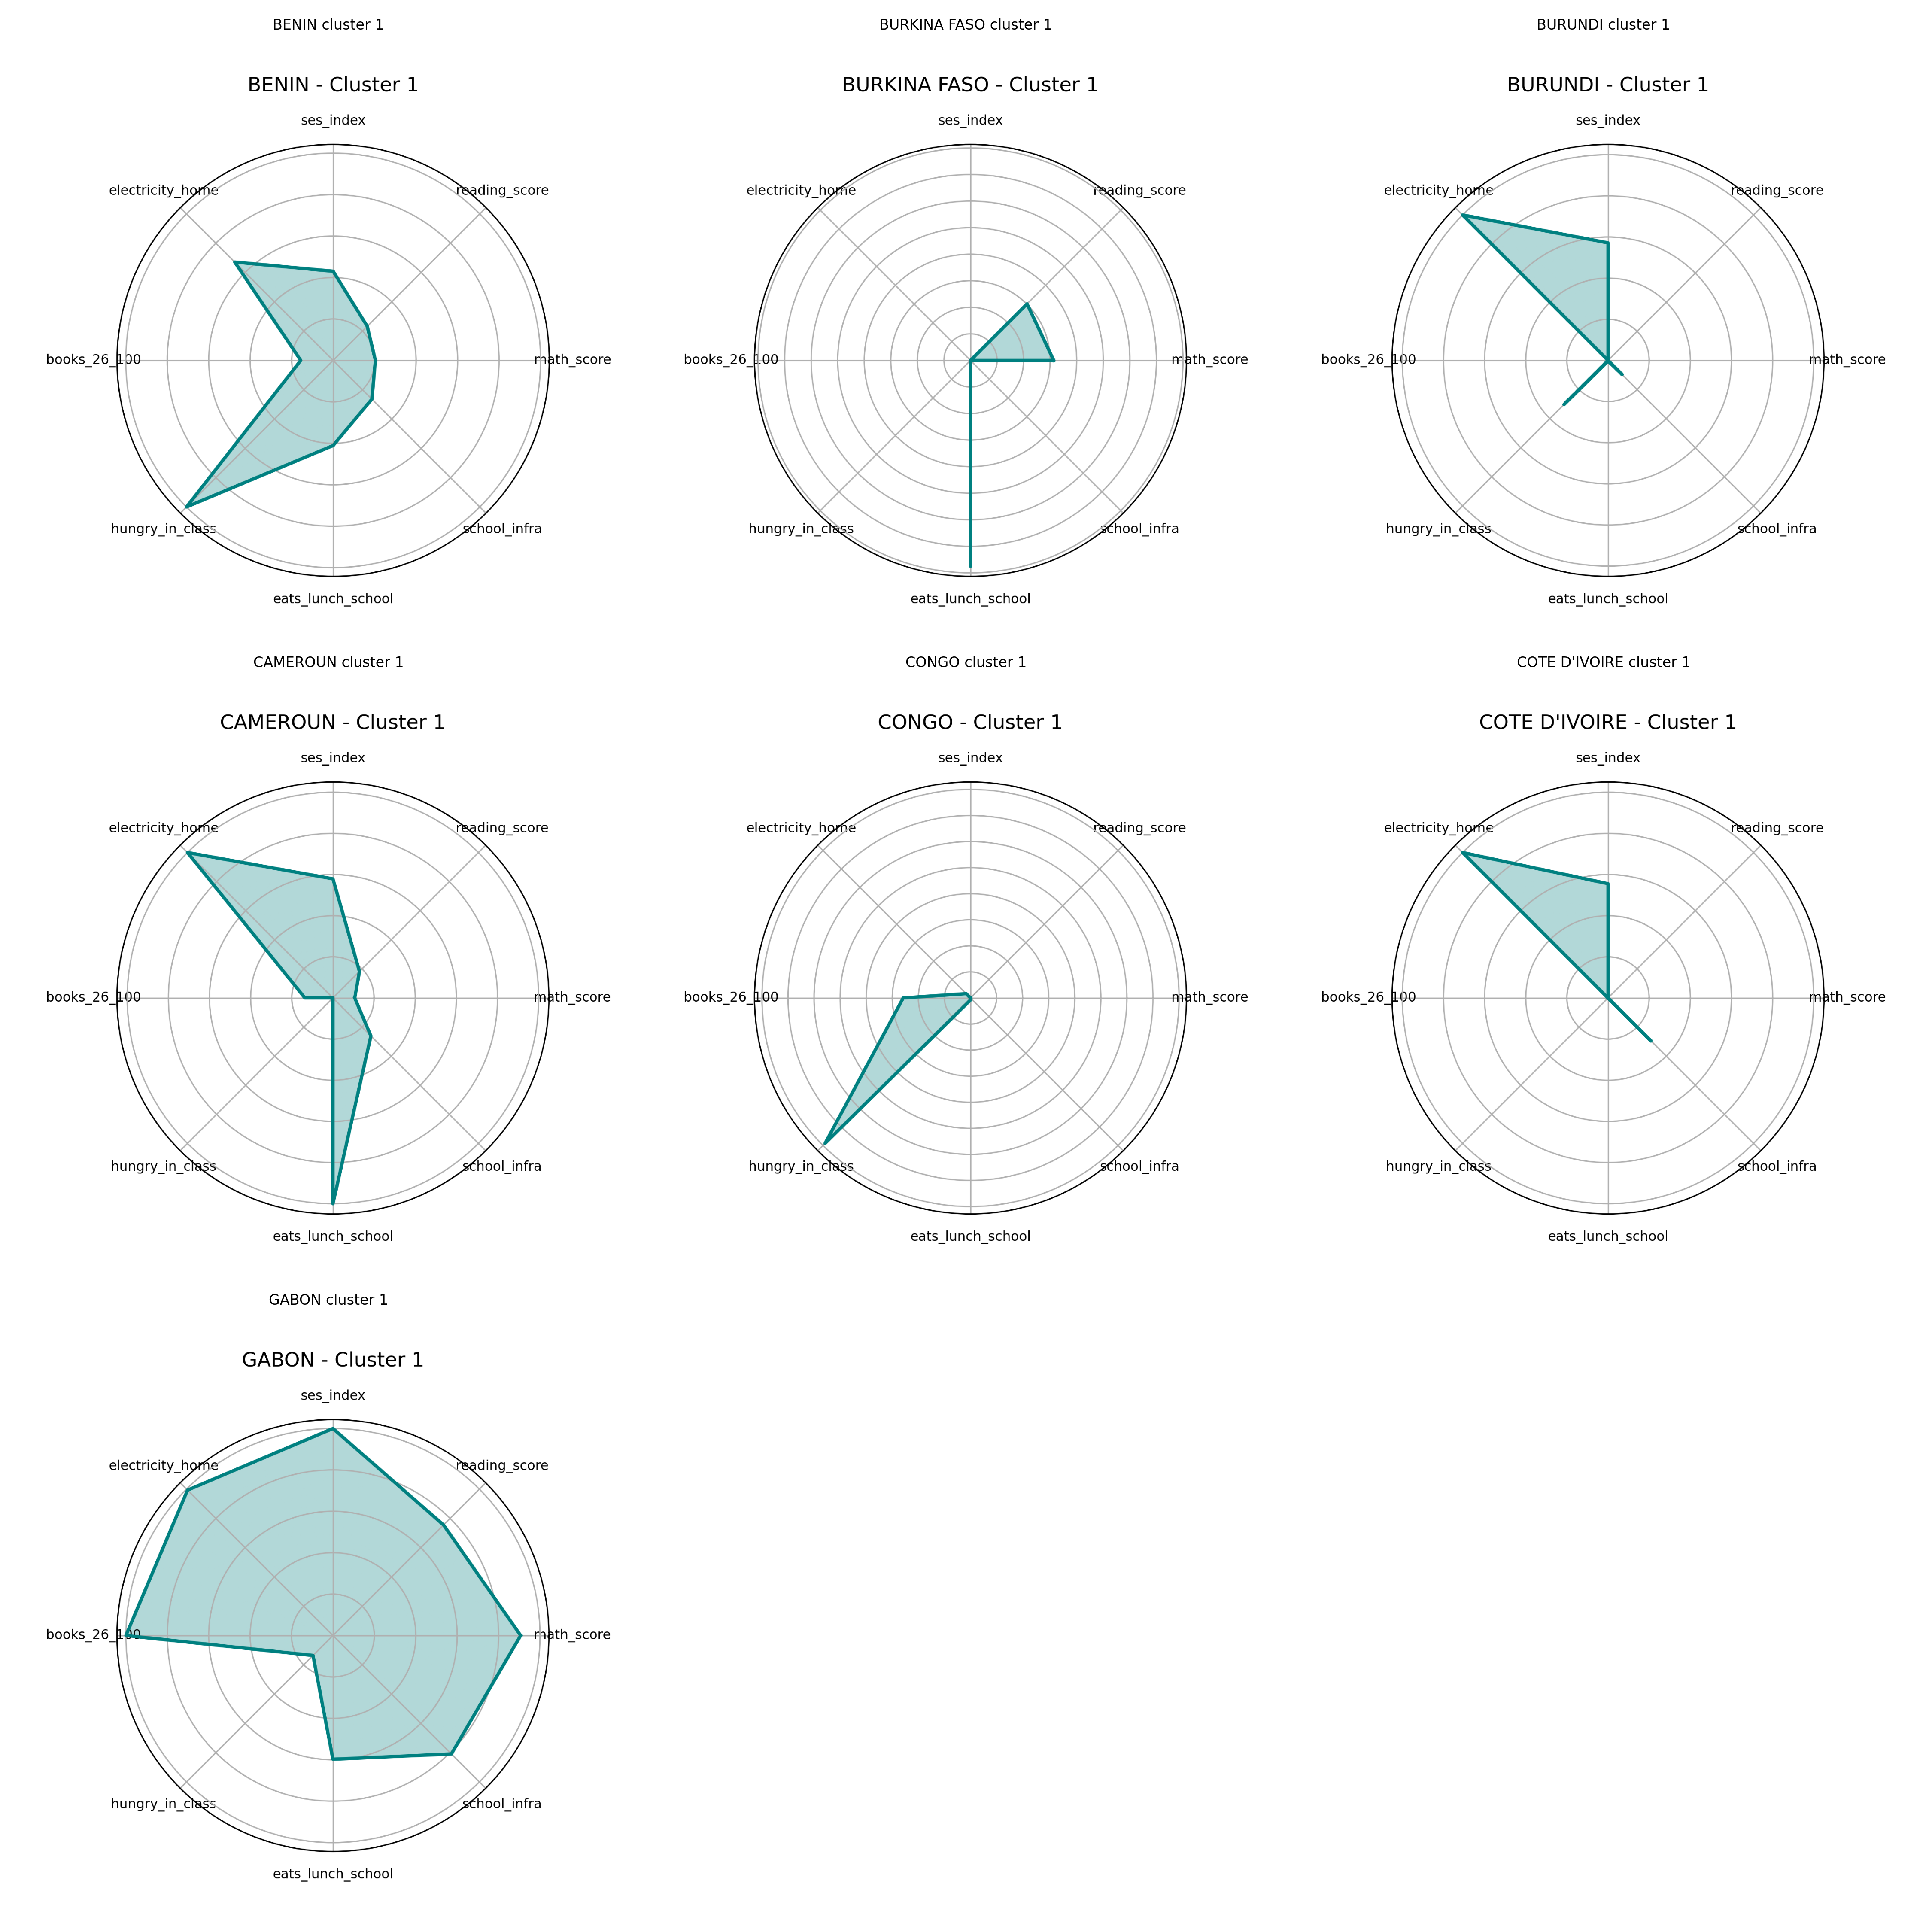 BENIN cluster 1
BENIN - Cluster 1
ses_index
electricity_home
reading_score
books_26_100
math_score
hungry_in_class
school_infra
eats_lunch_school
BURKINA FASO cluster 1
BURKINA FASO - Cluster 1
ses_index
electricity_home
reading_score
books_26_100
math_score
hungry_in_class
school_infra
eats_lunch_school
BURUNDI cluster 1
BURUNDI - Cluster 1
ses_index
electricity_home
reading_score
books_26_100
math_score
hungry_in_class
school_infra
eats_lunch_school
CAMEROUN cluster 1
CAMEROUN - Cluster 1
ses_index
electricity_home
reading_score
books_26_100
math_score
hungry_in_class
school_infra
eats_lunch_school
CONGO cluster 1
CONGO - Cluster 1
ses_index
electricity_home
reading_score
books_26_100
math_score
hungry_in_class
school_infra
eats_lunch_school
COTE D'IVOIRE cluster 1
COTE D'IVOIRE - Cluster 1
ses_index
electricity_home
reading_score
books_26_100
math_score
hungry_in_class
school_infra
eats_lunch_school
GABON cluster 1
GABON - Cluster 1
ses_index
electricity_home
reading_score
books_26_100
math_score
hungry_in_class
school_infra
eats_lunch_school